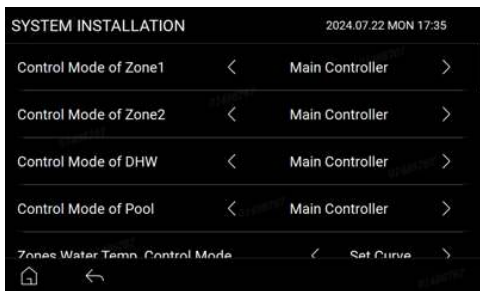 SYSTEM INSTALLATION 2024.07.22 MON 17:35
Control Mode of Zone1 < Main Controller >
Control Mode of Zone2 < Main Controller >
Control Mode of DHW < Main Controller >
Control Mode of Pool < Main Controller >
Zones Water Temp. Control Mode < Set Curve >